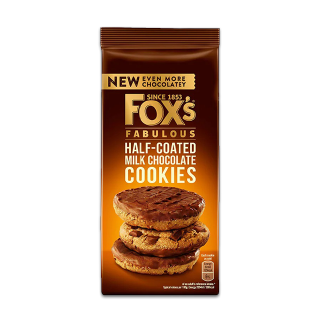 NEW EVEN MORE
CHOCOLATEY
SINCE 1853
FOX's
FABULOUS
HALF-COATED
MILK CHOCOLATE
COOKIES